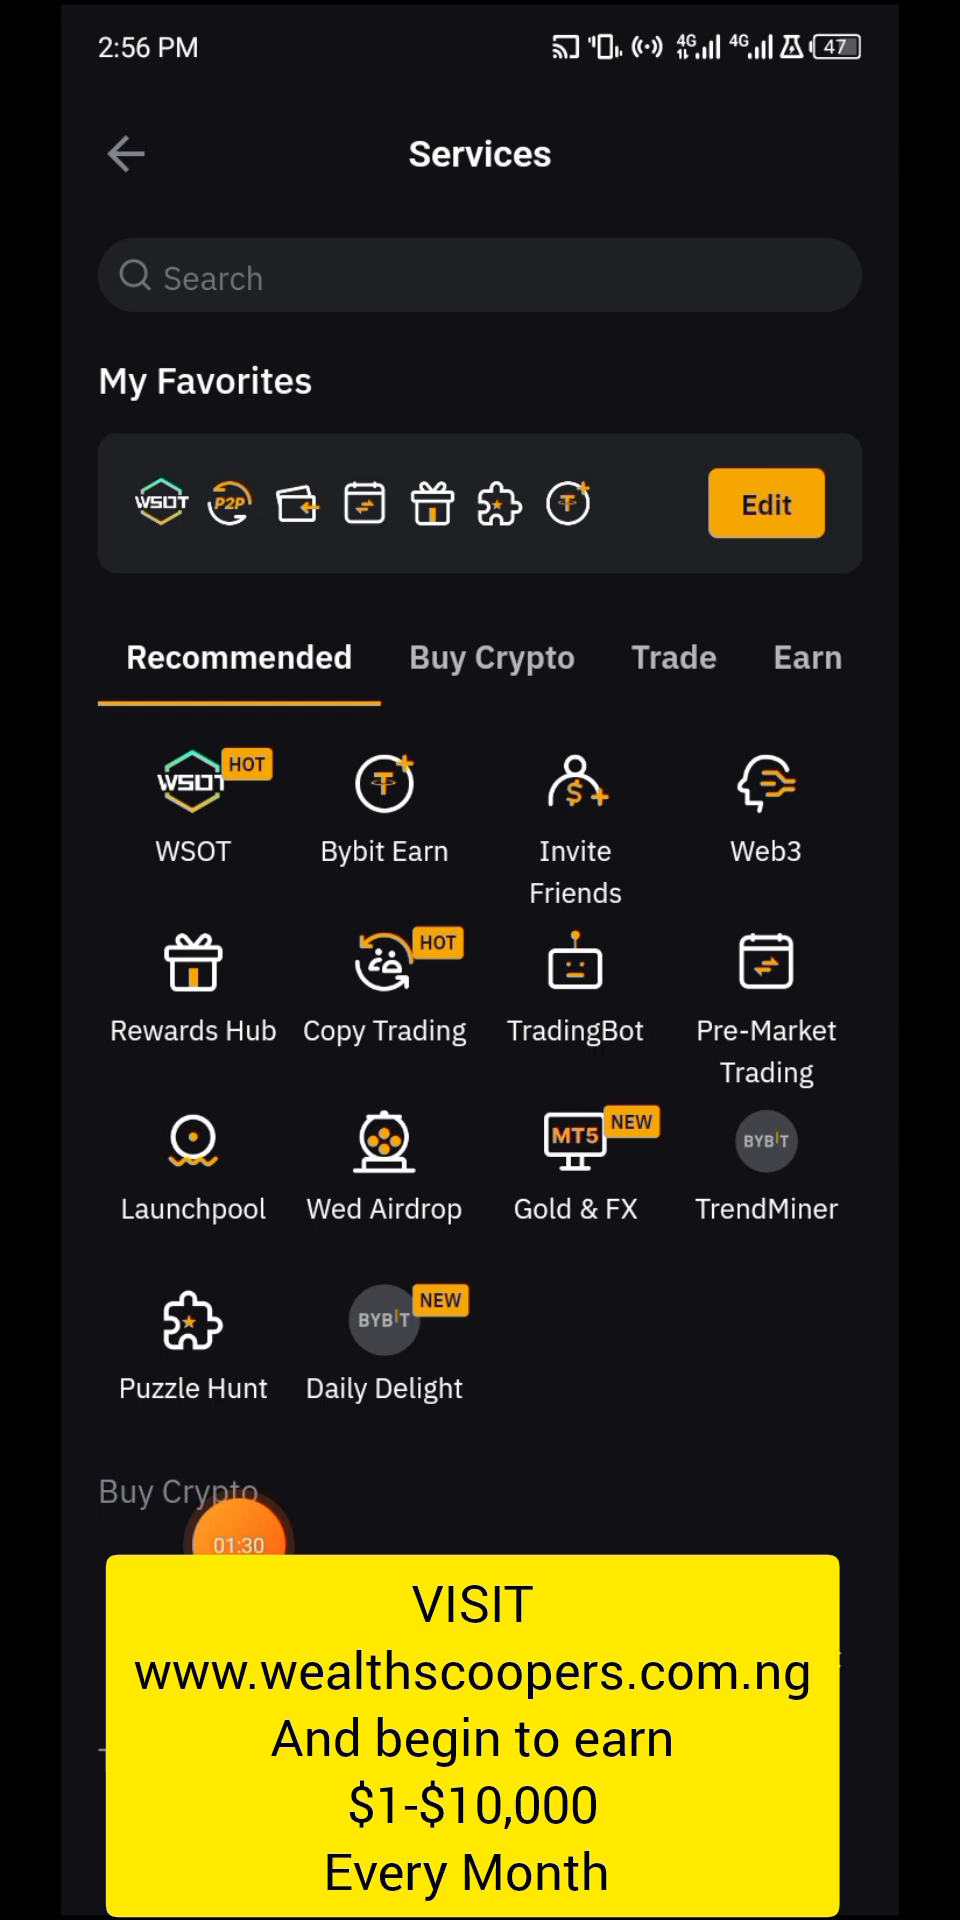 2:56 PM
4G 4G 47
Services
Search
My Favorites
WSOT P2P T Edit
Recommended Buy Crypto Trade Earn
WSOT HOT T $
WSOT Bybit Earn Invite Friends Web3
HOT
Rewards Hub Copy Trading TradingBot Pre-Market Trading
MT5 NEW BYBIT
Launchpool Wed Airdrop Gold & FX TrendMiner
BYBIT NEW
Puzzle Hunt Daily Delight
Buy Crypto
01:30
VISIT
www.wealthscoopers.com.ng
And begin to earn
$1-$10,000
Every Month